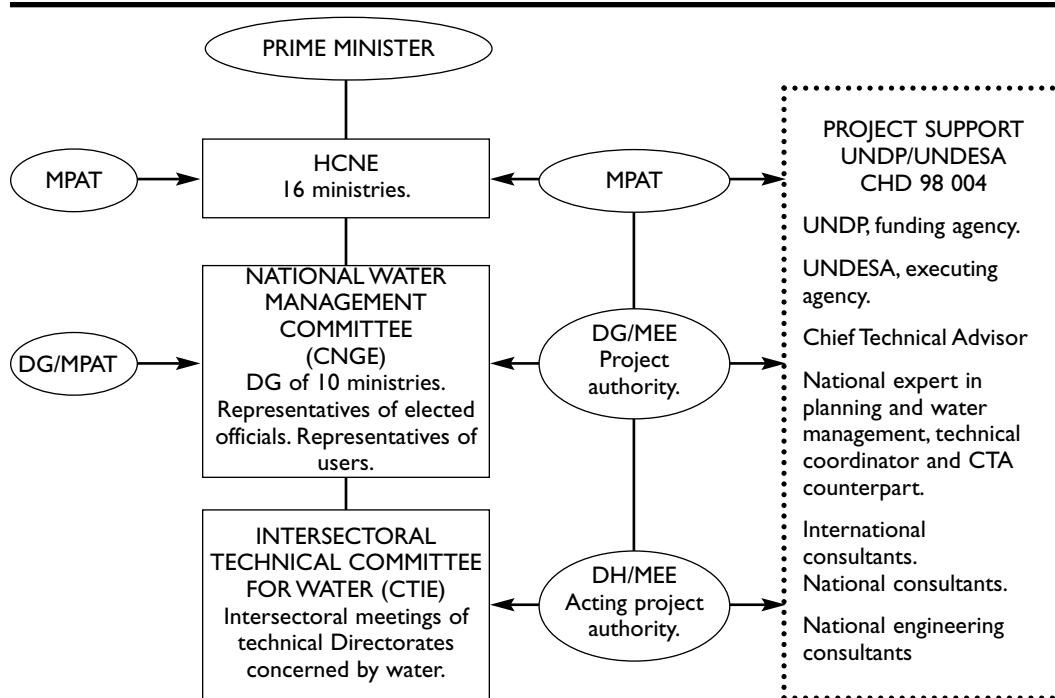 PRIME MINISTER
MPAT
HCNE
16 ministries.
MPAT
DG/MPAT
NATIONAL WATER
MANAGEMENT
COMMITTEE
(CNGE)
DG of 10 ministries.
Representatives of elected
officials. Representatives of
users.
DG/MEE
Project
authority.
INTERSECTORAL
TECHNICAL COMMITTEE
FOR WATER (CTIE)
Intersectoral meetings of
technical Directorates
concerned by water.
DH/MEE
Acting project
authority.
PROJECT SUPPORT
UNDP/UNDESA
CHD 98 004
UNDP, funding agency.
UNDESA, executing
agency.
Chief Technical Advisor
National expert in
planning and water
management, technical
coordinator and CTA
counterpart.
International
consultants.
National consultants.
National engineering
consultants